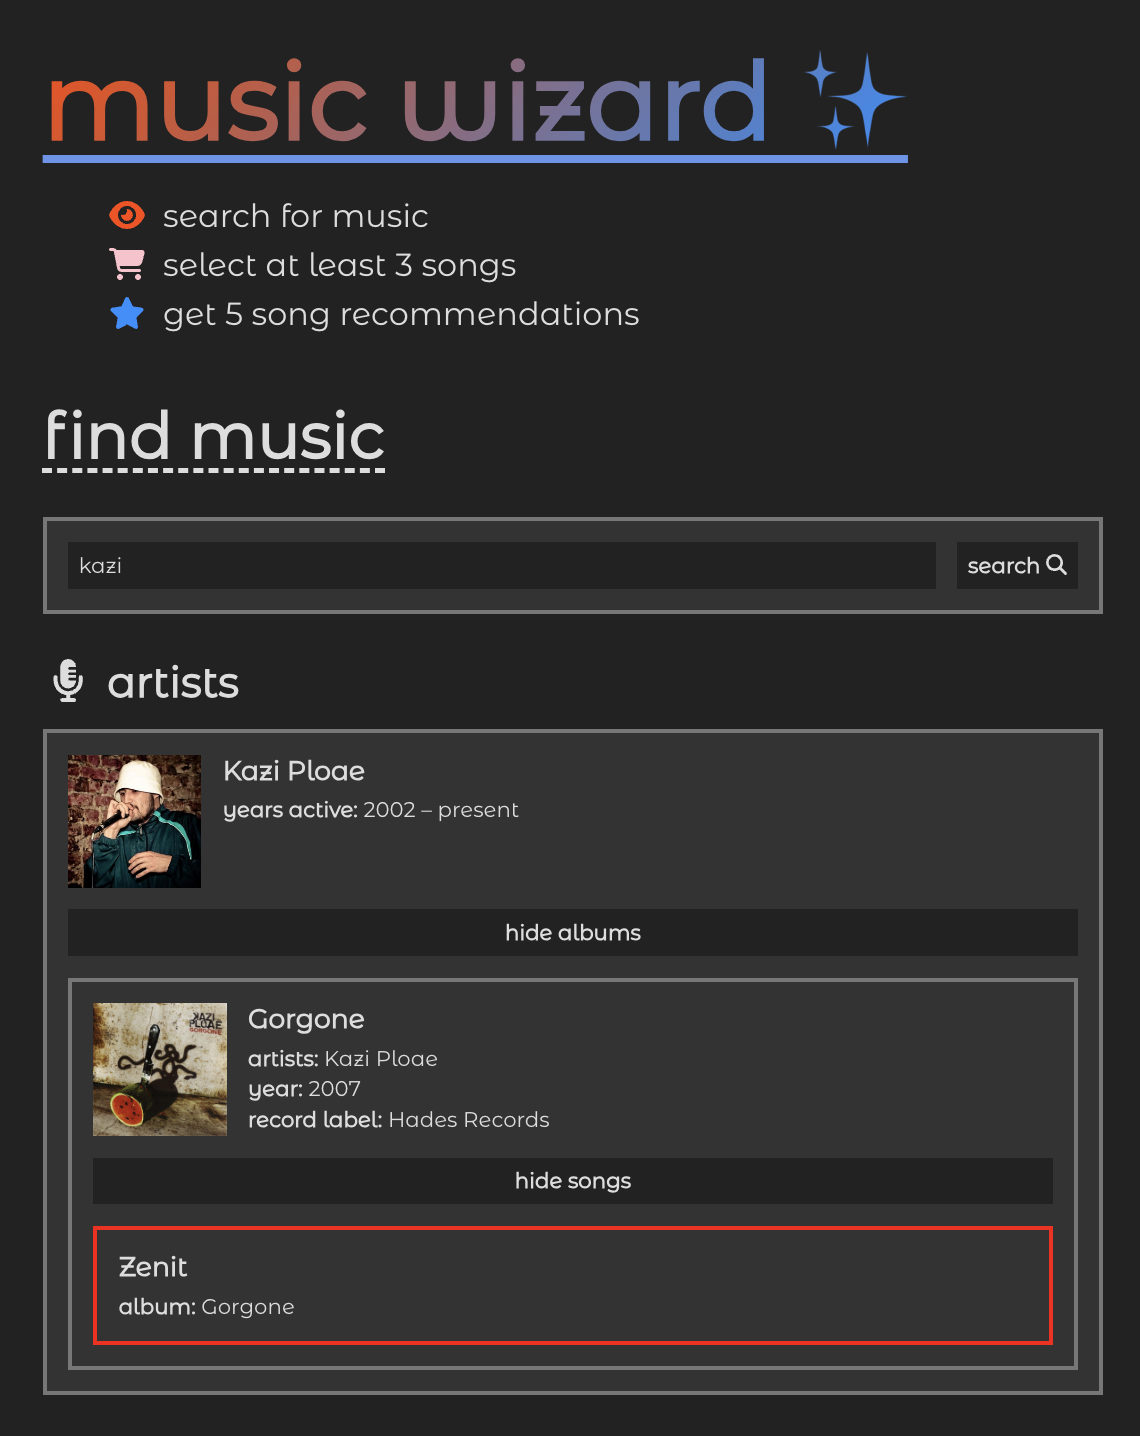 music wizard
search for music
select at least 3 songs
get 5 song recommendations
find music
kazi
search
artists
Kazi Ploae
years active: 2002 – present
hide albums
KAZI
PLOAE
GORGONE
Gorgone
artists: Kazi Ploae
year: 2007
record label: Hades Records
hide songs
Zenit
album: Gorgone